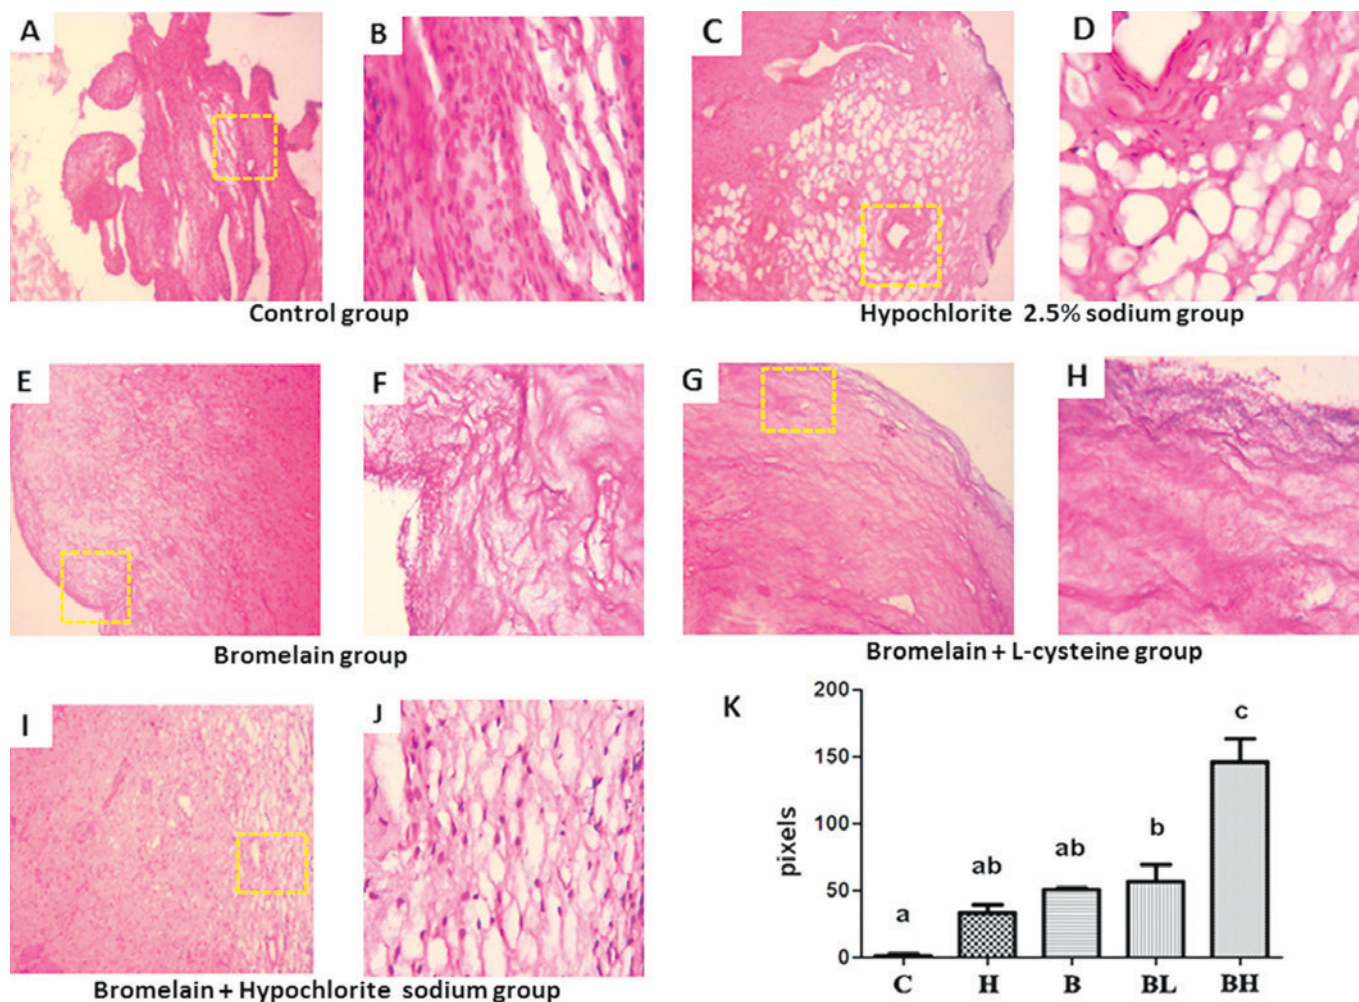 A
B
C
D
Control group
Hypochlorite 2.5% sodium group
E
F
G
H
Bromelain group
Bromelain + L-cysteine group
I
J
Bromelain + Hypochlorite sodium group
K
200
150
100
50
0
pixels
a
ab
ab
b
c
C H B BL BH